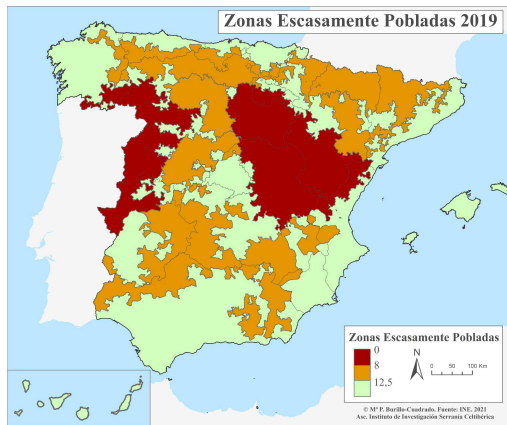 Zonas Escasamente Pobladas 2019
Zonas Escasamente Pobladas
0
8
12,5
N
0 50 100 Km
© Mª P. Burillo-Cuadrado. Fuente: INE. 2021
Asc. Instituto de Investigación Serranía Celtibérica